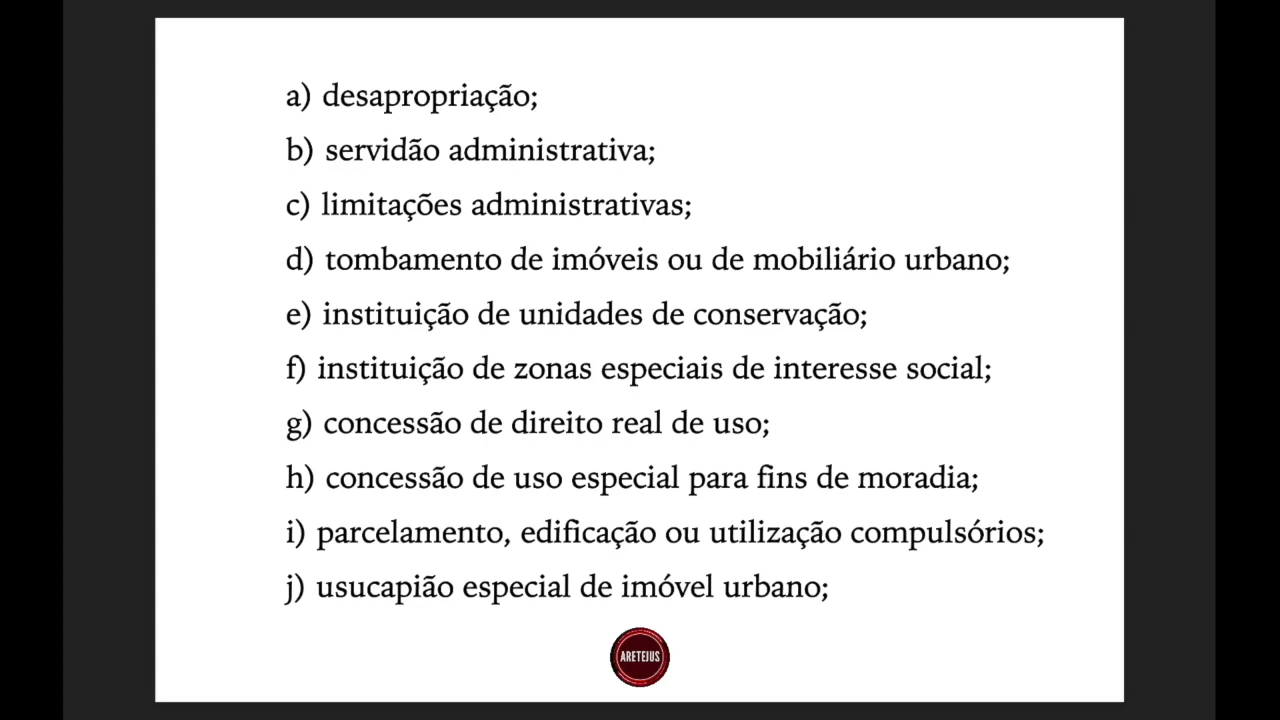 a) desapropriação;
b) servidão administrativa;
c) limitações administrativas;
d) tombamento de imóveis ou de mobiliário urbano;
e) instituição de unidades de conservação;
f) instituição de zonas especiais de interesse social;
g) concessão de direito real de uso;
h) concessão de uso especial para fins de moradia;
i) parcelamento, edificação ou utilização compulsórios;
j) usucapião especial de imóvel urbano;
ARETEJUS